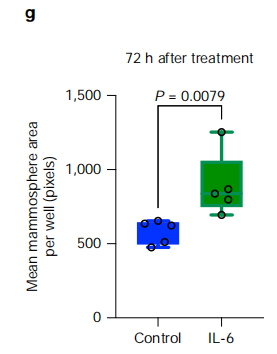 g
72 h after treatment
P = 0.0079
1,500
1,000
500
0
Mean mammosphere area
per well (pixels)
Control
IL-6